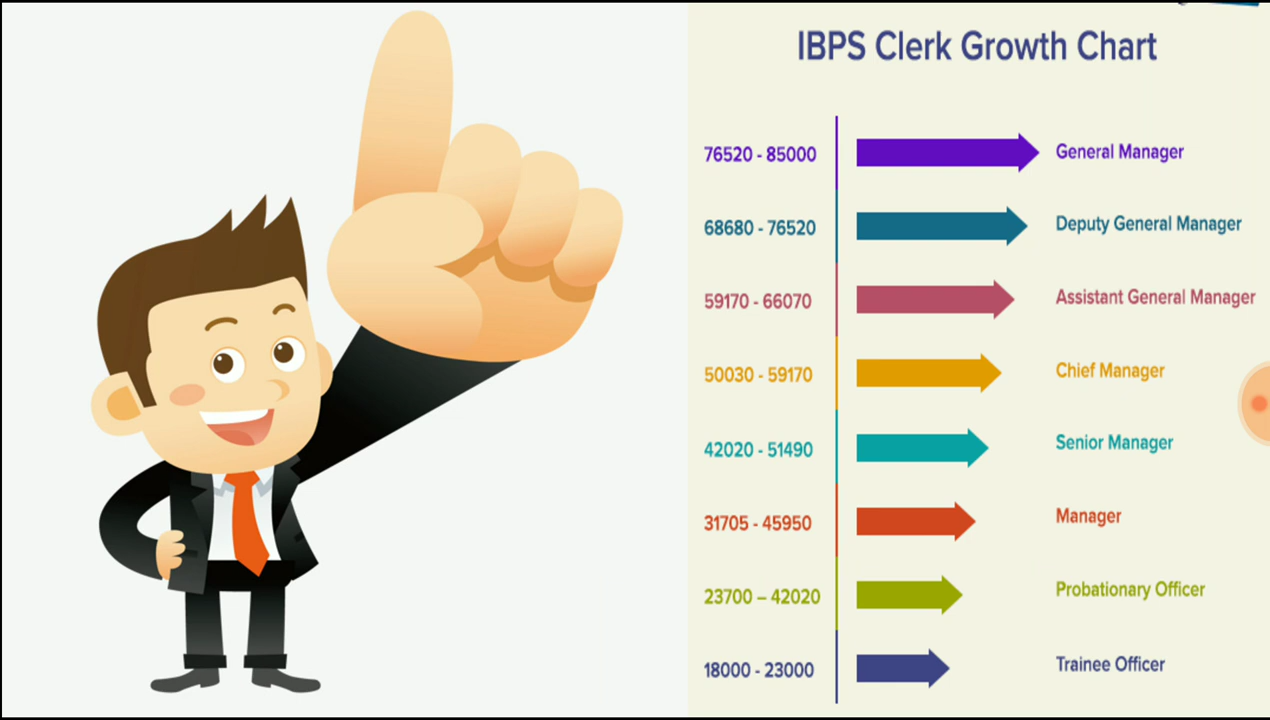 IBPS Clerk Growth Chart
76520 - 85000 General Manager
68680 - 76520 Deputy General Manager
59170 - 66070 Assistant General Manager
50030 - 59170 Chief Manager
42020 - 51490 Senior Manager
31705 - 45950 Manager
23700 – 42020 Probationary Officer
18000 - 23000 Trainee Officer